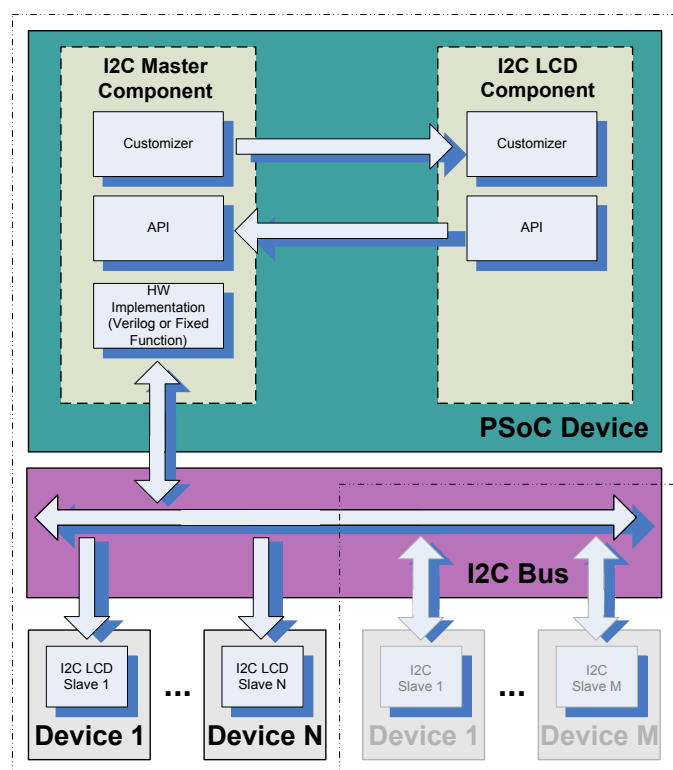 I2C Master
Component
I2C LCD
Component
Customizer
Customizer
API
API
HW
Implementation
(Verilog or Fixed
Function)
PSoC Device
I2C Bus
I2C LCD
Slave 1
Device 1
...
I2C LCD
Slave N
Device N
I2C
Slave 1
Device 1
...
I2C
Slave M
Device M